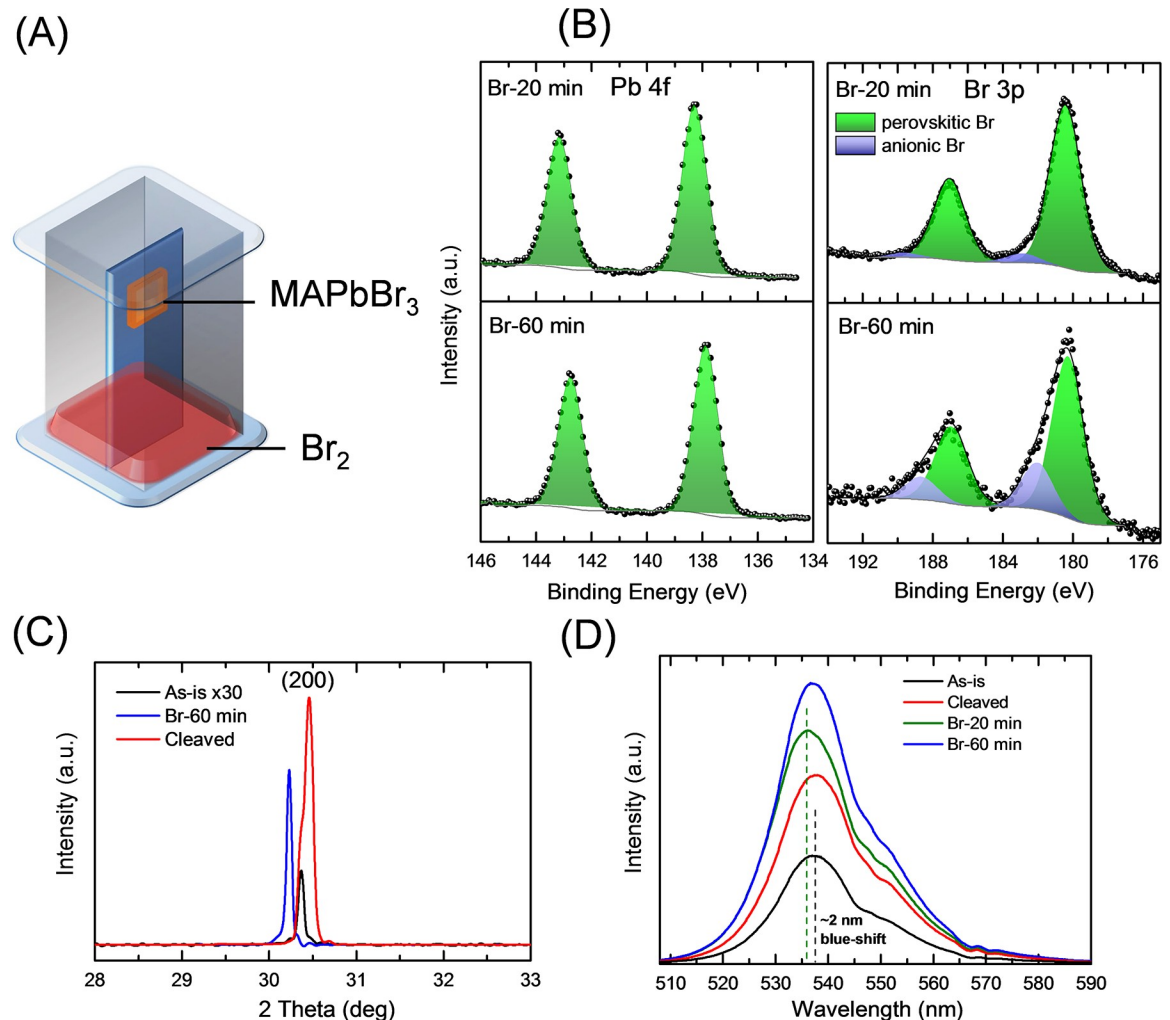 (A)
MAPbBr3
Br2
(B)
Br-20 min Pb 4f
Br-60 min
Intensity (a.u.)
146 144 142 140 138 136 134
Binding Energy (eV)
Br-20 min Br 3p
perovskitic Br
anionic Br
Br-60 min
192 188 184 180 176
Binding Energy (eV)
(C)
(200)
As-is x30
Br-60 min
Cleaved
Intensity (a.u.)
28 29 30 31 32 33
2 Theta (deg)
(D)
As-is
Cleaved
Br-20 min
Br-60 min
~2 nm
blue-shift
Intensity (a.u.)
510 520 530 540 550 560 570 580 590
Wavelength (nm)